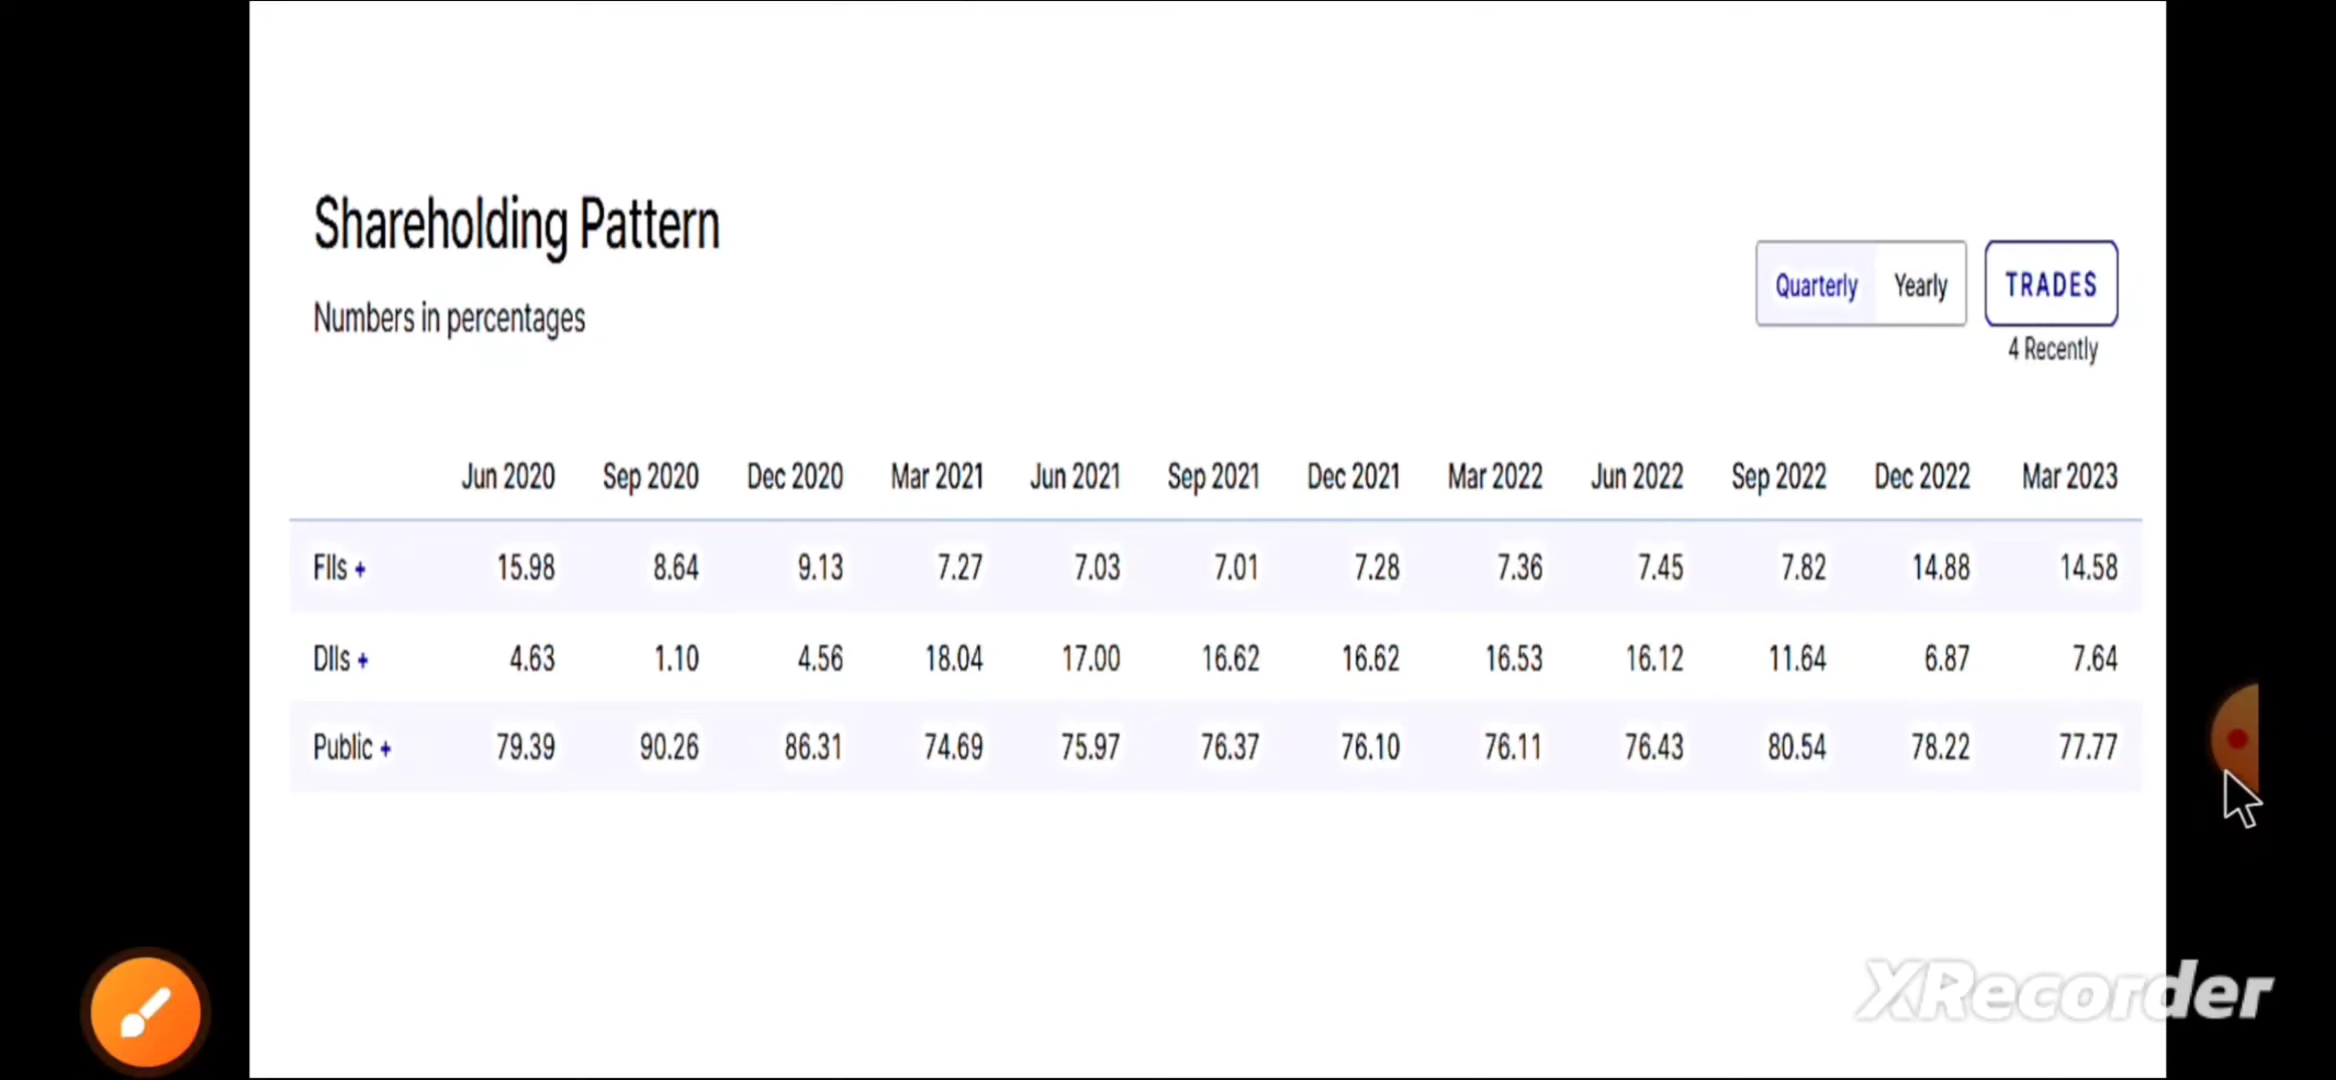 Shareholding Pattern
Numbers in percentages
Quarterly Yearly TRADES
4 Recently
Jun 2020 Sep 2020 Dec 2020 Mar 2021 Jun 2021 Sep 2021 Dec 2021 Mar 2022 Jun 2022 Sep 2022 Dec 2022 Mar 2023
FIIs + 15.98 8.64 9.13 7.27 7.03 7.01 7.28 7.36 7.45 7.82 14.88 14.58
DIIs + 4.63 1.10 4.56 18.04 17.00 16.62 16.62 16.53 16.12 11.64 6.87 7.64
Public + 79.39 90.26 86.31 74.69 75.97 76.37 76.10 76.11 76.43 80.54 78.22 77.77
XRecorder